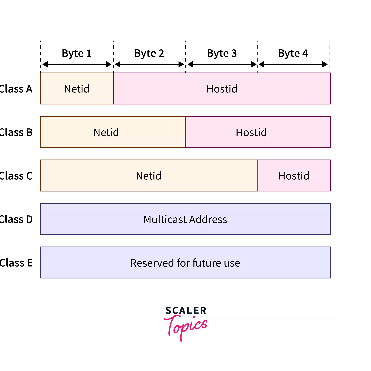 Byte 1 Byte 2 Byte 3 Byte 4
Class A Netid Hostid
Class B Netid Hostid
Class C Netid Hostid
Class D Multicast Address
Class E Reserved for future use
SCALER
Topics